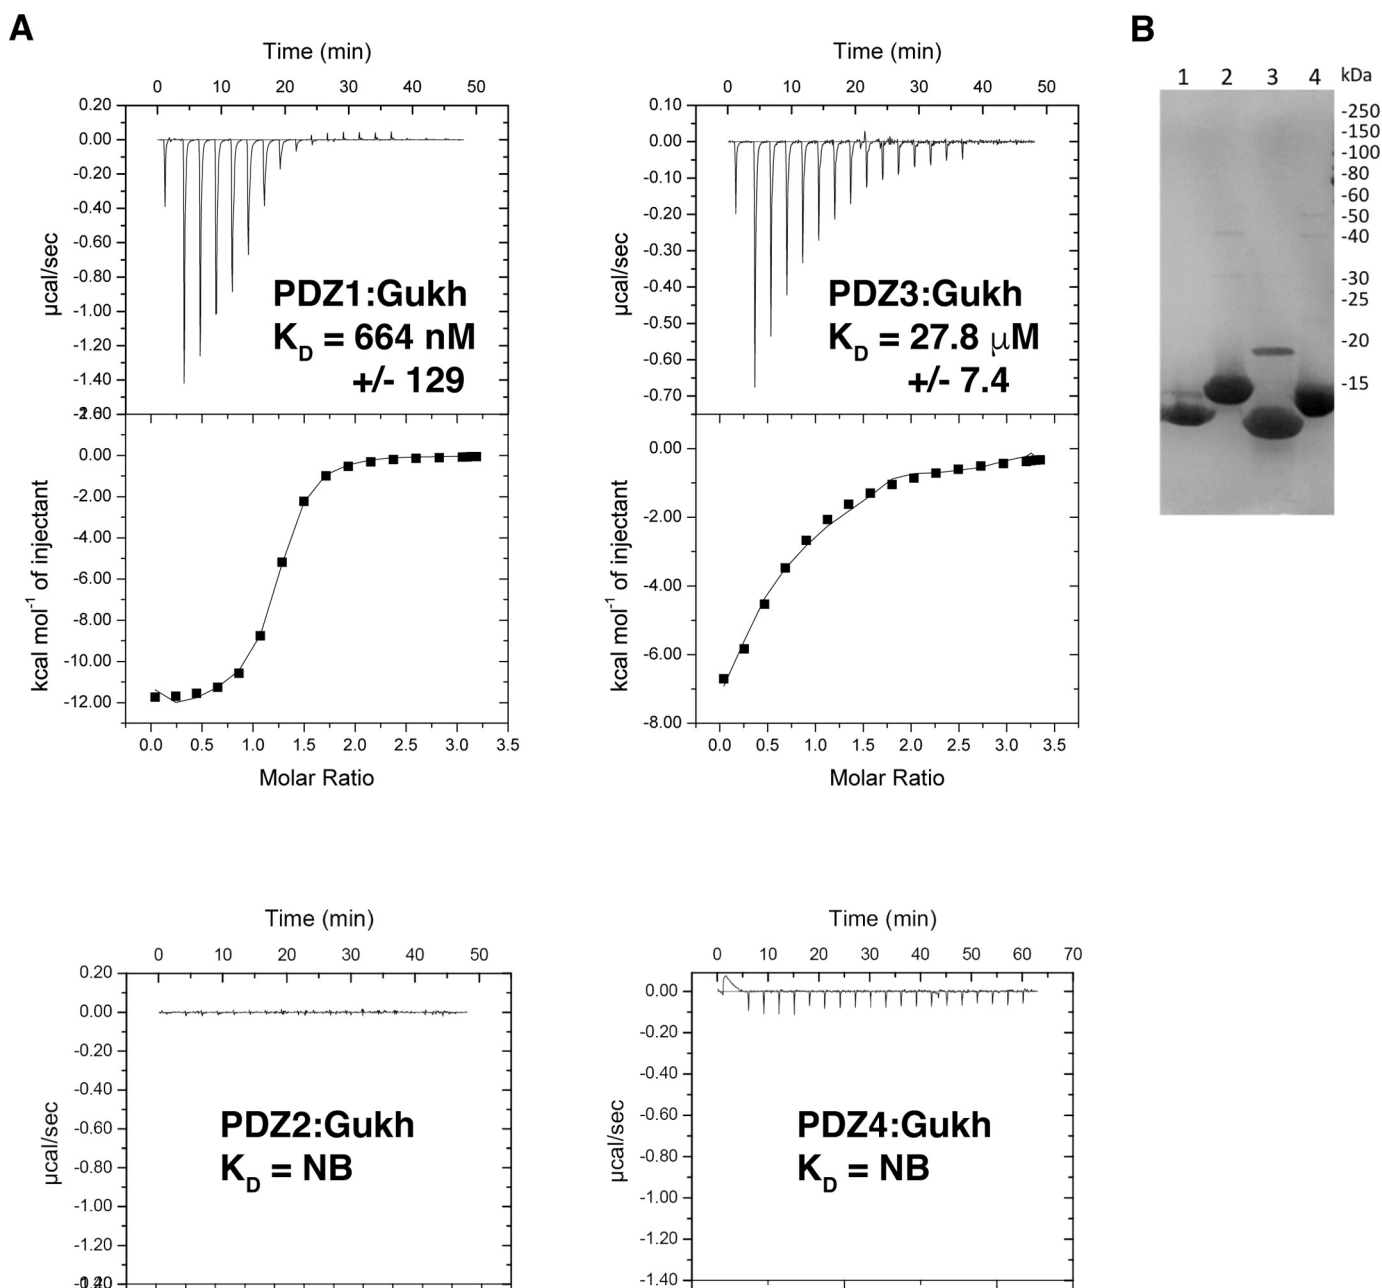 A
Time (min)
0 10 20 30 40 50
0.20
0.00
-0.20
-0.40
-0.60
-0.80
-1.00
-1.20
-1.40
µcal/sec
PDZ1:Gukh
KD = 664 nM
+/- 129
0.00
-2.00
-4.00
-6.00
-8.00
-10.00
-12.00
kcal mol-1 of injectant
0.0 0.5 1.0 1.5 2.0 2.5 3.0 3.5
Molar Ratio
Time (min)
0 10 20 30 40 50
0.10
0.00
-0.10
-0.20
-0.30
-0.40
-0.50
-0.60
-0.70
µcal/sec
PDZ3:Gukh
KD = 27.8 µM
+/- 7.4
0.00
-2.00
-4.00
-6.00
-8.00
kcal mol-1 of injectant
0.0 0.5 1.0 1.5 2.0 2.5 3.0 3.5
Molar Ratio
B
1 2 3 4 kDa
-250
-150
-100
-80
-60
-50
-40
-30
-25
-20
-15
Time (min)
0 10 20 30 40 50
0.20
0.00
-0.20
-0.40
-0.60
-0.80
-1.00
-1.20
µcal/sec
PDZ2:Gukh
KD = NB
Time (min)
0 10 20 30 40 50 60 70
0.00
-0.20
-0.40
-0.60
-0.80
-1.00
-1.20
-1.40
µcal/sec
PDZ4:Gukh
KD = NB